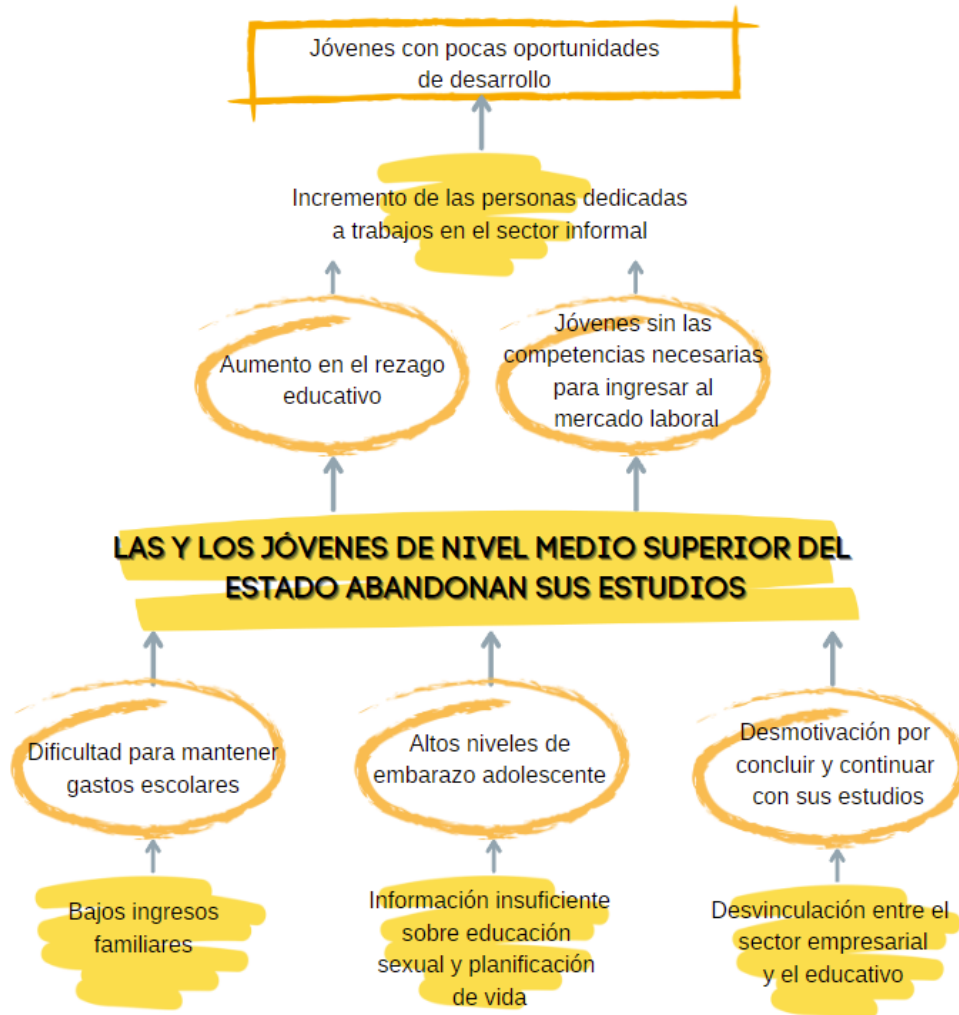 Jóvenes con pocas oportunidades
de desarrollo
Incremento de las personas dedicadas
a trabajos en el sector informal
Aumento en el rezago
educativo
Jóvenes sin las
competencias necesarias
para ingresar al
mercado laboral
LAS Y LOS JÓVENES DE NIVEL MEDIO SUPERIOR DEL
ESTADO ABANDONAN SUS ESTUDIOS
Dificultad para mantener
gastos escolares
Altos niveles de
embarazo adolescente
Desmotivación por
concluir y continuar
con sus estudios
Bajos ingresos
familiares
Información insuficiente
sobre educación
sexual y planificación
de vida
Desvinculación entre el
sector empresarial
y el educativo